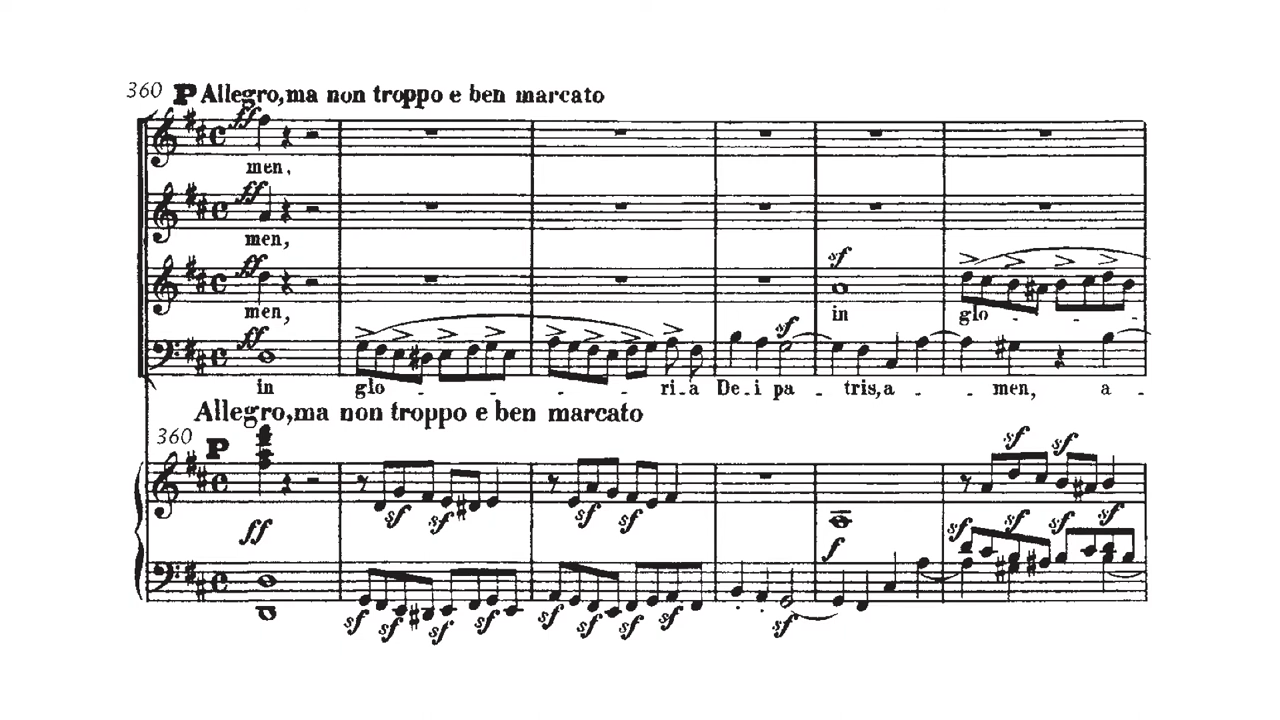 360 P Allegro, ma non troppo e ben marcato
ff
men,
ff
men,
ff sf
men, in glo - - - -
ff sf
in glo - - - - ri - a De - i pa - tris, a - men, a -
Allegro, ma non troppo e ben marcato
360 P
sf sf
sf sf sf sf sf sf sf sf
ff f
sf sf sf sf sf sf sf sf sf